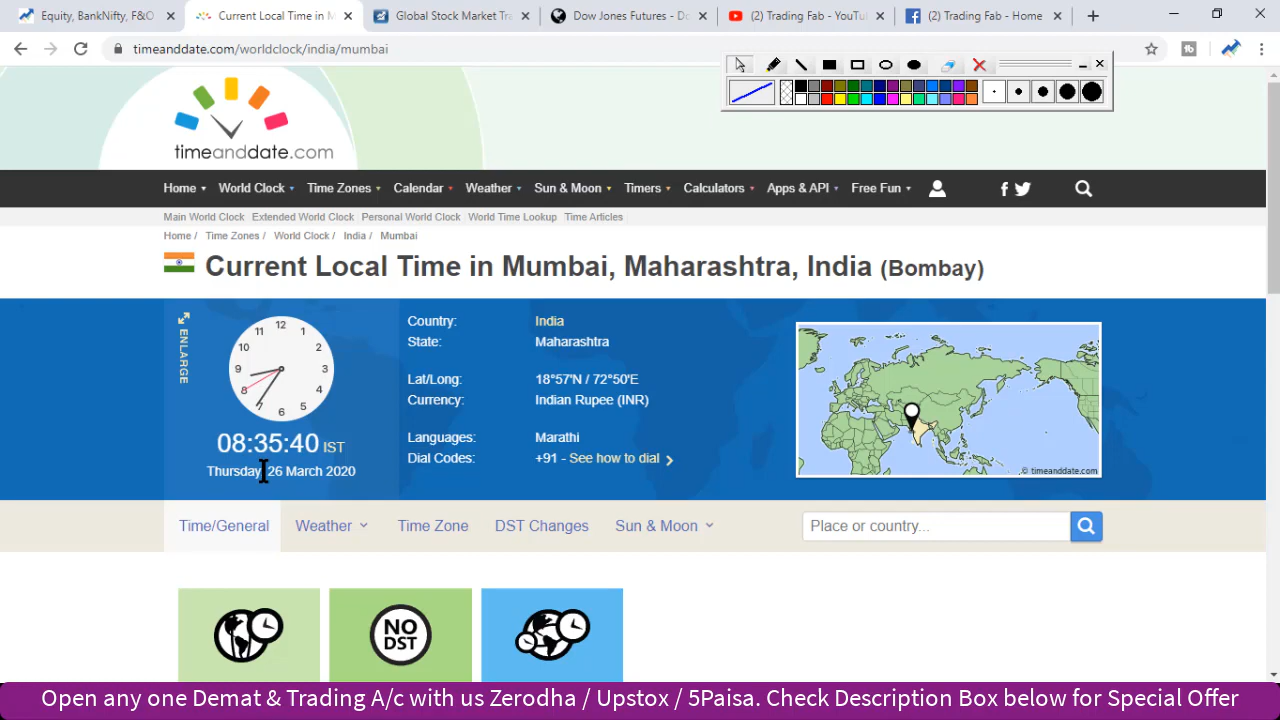 Equity, BankNifty, F&O
Current Local Time in M
Global Stock Market Tra
Dow Jones Futures - Do
(2) Trading Fab - YouTu
(2) Trading Fab - Home
timeanddate.com/worldclock/india/mumbai
timeanddate.com
Home World Clock Time Zones Calendar Weather Sun & Moon Timers Calculators Apps & API Free Fun
Main World Clock Extended World Clock Personal World Clock World Time Lookup Time Articles
Home / Time Zones / World Clock / India / Mumbai
Current Local Time in Mumbai, Maharashtra, India (Bombay)
ENLARGE
12
1
2
3
4
5
6
7
8
9
10
11
08:35:40 IST
Thursday, 26 March 2020
Country: India
State: Maharashtra
Lat/Long: 18°57'N / 72°50'E
Currency: Indian Rupee (INR)
Languages: Marathi
Dial Codes: +91 - See how to dial
© timeanddate.com
Time/General Weather Time Zone DST Changes Sun & Moon
Place or country...
NO
DST
Open any one Demat & Trading A/c with us Zerodha / Upstox / 5Paisa. Check Description Box below for Special Offer